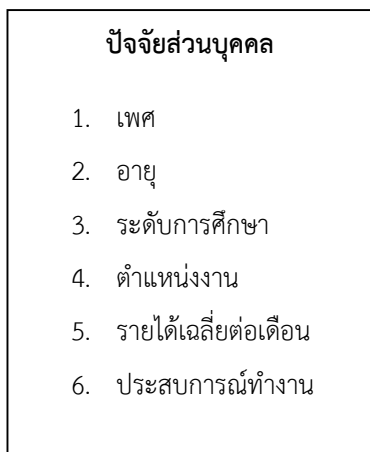 ปัจจัยส่วนบุคคล
1. เพศ
2. อายุ
3. ระดับการศึกษา
4. ตำแหน่งงาน
5. รายได้เฉลี่ยต่อเดือน
6. ประสบการณ์ทำงาน